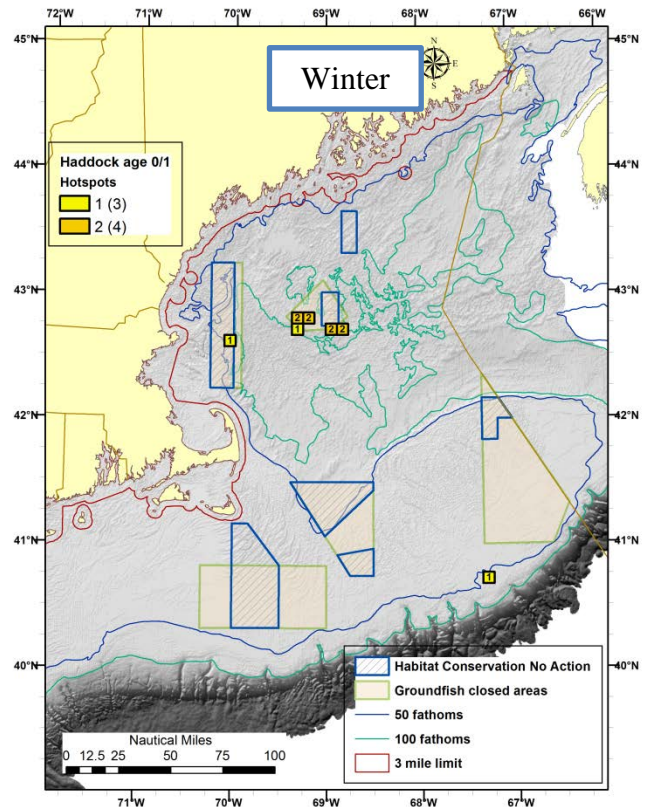 72°W 71°W 70°W 69°W 68°W 67°W 66°W
45°N 45°N
Winter
N
E
S
44°N 44°N
Haddock age 0/1
Hotspots
1 1 (3)
2 2 (4)
43°N 43°N
2 2
1 1 2 2
42°N 42°N
41°N 41°N
1
40°N 40°N
Habitat Conservation No Action
Groundfish closed areas
50 fathoms
100 fathoms
3 mile limit
Nautical Miles
0 12.5 25 50 75 100
71°W 70°W 69°W 68°W 67°W